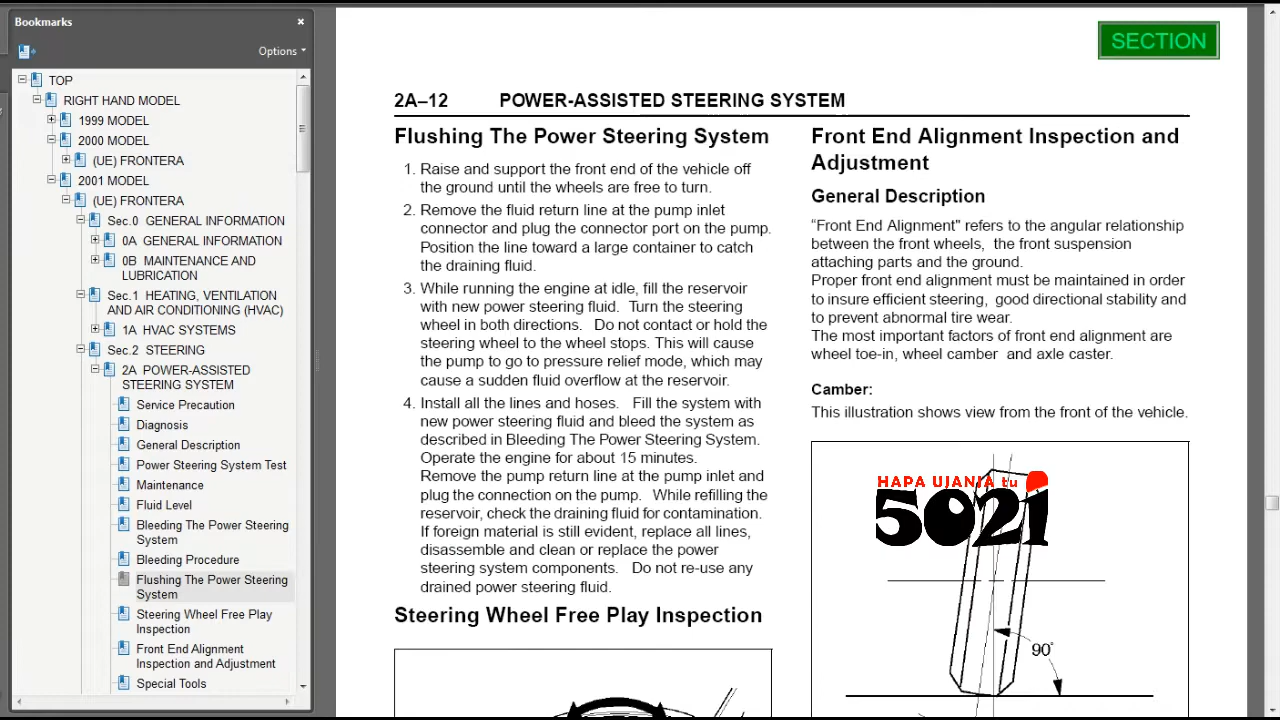 Bookmarks
Options
TOP
RIGHT HAND MODEL
1999 MODEL
2000 MODEL
(UE) FRONTERA
2001 MODEL
(UE) FRONTERA
Sec.0 GENERAL INFORMATION
0A GENERAL INFORMATION
0B MAINTENANCE AND
LUBRICATION
Sec.1 HEATING, VENTILATION
AND AIR CONDITIONING (HVAC)
1A HVAC SYSTEMS
Sec.2 STEERING
2A POWER-ASSISTED
STEERING SYSTEM
Service Precaution
Diagnosis
General Description
Power Steering System Test
Maintenance
Fluid Level
Bleeding The Power Steering
System
Bleeding Procedure
Flushing The Power Steering
System
Steering Wheel Free Play
Inspection
Front End Alignment
Inspection and Adjustment
Special Tools
SECTION
2A–12 POWER-ASSISTED STEERING SYSTEM
Flushing The Power Steering System
1. Raise and support the front end of the vehicle off
the ground until the wheels are free to turn.
2. Remove the fluid return line at the pump inlet
connector and plug the connector port on the pump.
Position the line toward a large container to catch
the draining fluid.
3. While running the engine at idle, fill the reservoir
with new power steering fluid. Turn the steering
wheel in both directions. Do not contact or hold the
steering wheel to the wheel stops. This will cause
the pump to go to pressure relief mode, which may
cause a sudden fluid overflow at the reservoir.
4. Install all the lines and hoses. Fill the system with
new power steering fluid and bleed the system as
described in Bleeding The Power Steering System.
Operate the engine for about 15 minutes.
Remove the pump return line at the pump inlet and
plug the connection on the pump. While refilling the
reservoir, check the draining fluid for contamination.
If foreign material is still evident, replace all lines,
disassemble and clean or replace the power
steering system components. Do not re-use any
drained power steering fluid.
Steering Wheel Free Play Inspection
Front End Alignment Inspection and
Adjustment
General Description
“Front End Alignment" refers to the angular relationship
between the front wheels, the front suspension
attaching parts and the ground.
Proper front end alignment must be maintained in order
to insure efficient steering, good directional stability and
to prevent abnormal tire wear.
The most important factors of front end alignment are
wheel toe-in, wheel camber and axle caster.
Camber:
This illustration shows view from the front of the vehicle.
HAPA UJANJA tu
5021
90°